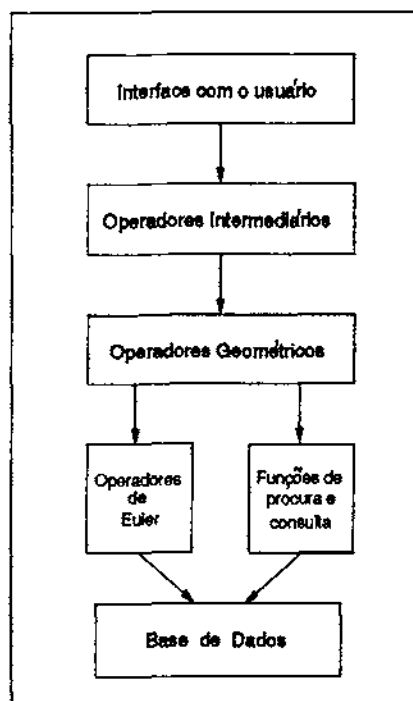 Interface com o usuário
Operadores Intermediários
Operadores Geométricos
Operadores
de
Euler
Funções de
procura e
consulta
Base de Dados